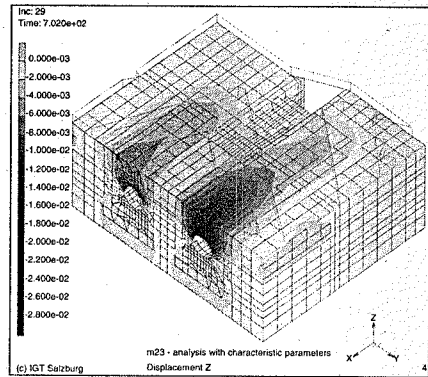 Inc: 29
Time: 7.020e+02
0.000e-03
-2.000e-03
-4.000e-03
-6.000e-03
-8.000e-03
-1.000e-02
-1.200e-02
-1.400e-02
-1.600e-02
-1.800e-02
-2.000e-02
-2.200e-02
-2.400e-02
-2.600e-02
-2.800e-02
Z
X
Y
m23 - analysis with characteristic parameters
(c) IGT Salzburg
Displacement Z
4